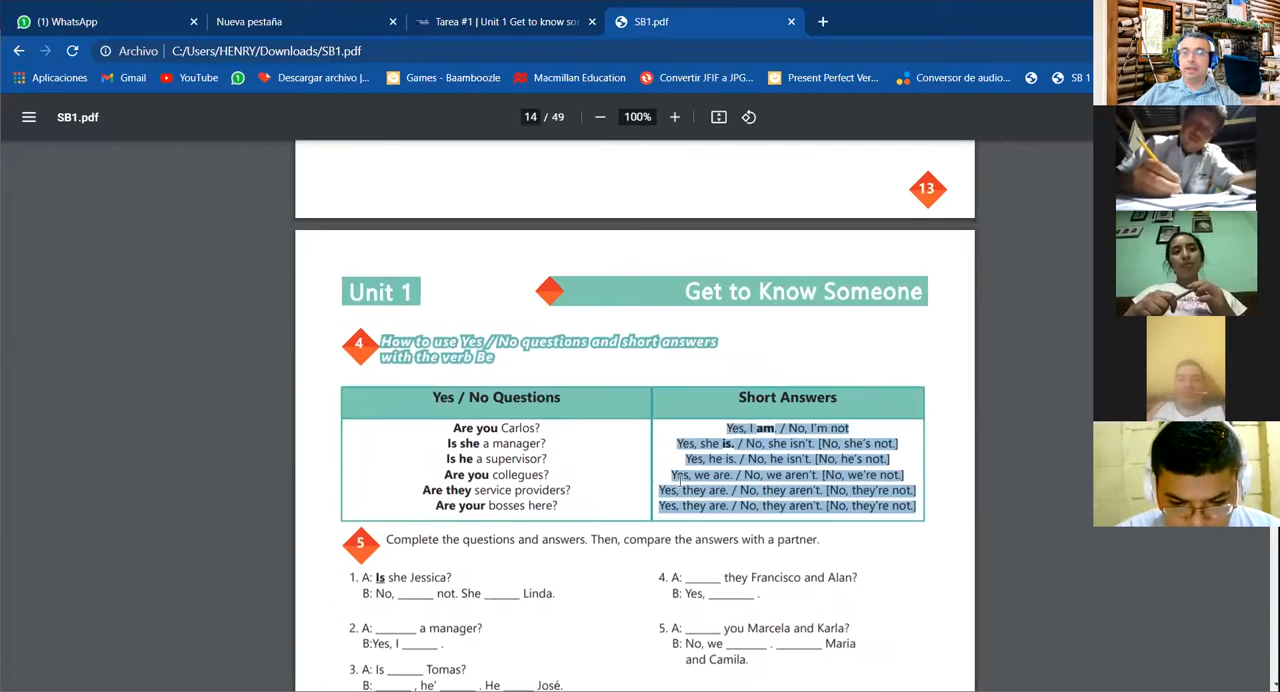 (1) WhatsApp
Nueva pestaña
Tarea #1 | Unit 1 Get to know sor
SB1.pdf
Archivo C:/Users/HENRY/Downloads/SB1.pdf
Aplicaciones Gmail YouTube Descargar archivo |... Games - Baamb... Macmillan Education Convertir JFIF a JPG... Present Perfect Ver... Conversor de audio... SB 1
SB1.pdf
14 / 49
100%
13
Unit 1
Get to Know Someone
4 How to use Yes / No questions and short answers
with the verb Be
Yes / No Questions Short Answers
Are you Carlos? Yes, I am. / No, I'm not
Is she a manager? Yes, she is. / No, she isn't. [No, she's not.]
Is he a supervisor? Yes, he is. / No, he isn't. [No, he's not.]
Are you collegues? Yes, we are. / No, we aren't. [No, we're not.]
Are they service providers? Yes, they are. / No, they aren't. [No, they're not.]
Are your bosses here? Yes, they are. / No, they aren't. [No, they're not.]
5 Complete the questions and answers. Then, compare the answers with a partner.
1. A: Is she Jessica?
B: No, ______ not. She ______ Linda.
2. A: _______ a manager?
B:Yes, I ______ .
3. A: Is ______ Tomas?
B: ______ , he' ______ . He _____ José.
4. A: ______ they Francisco and Alan?
B: Yes, ________ .
5. A: ______ you Marcela and Karla?
B: No, we _______ . ________ Maria
and Camila.